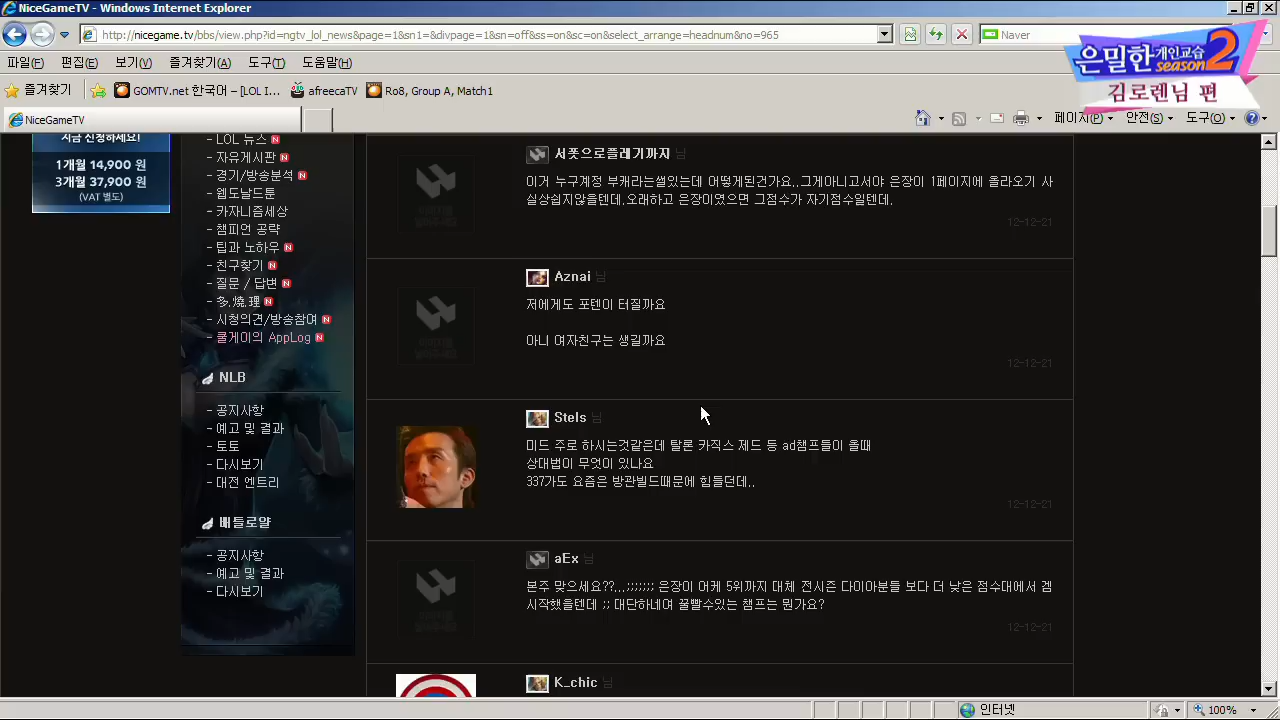 NiceGameTV - Windows Internet Explorer
http://nicegame.tv/bbs/view.php?id=ngtv_lol_news&page=1&sn1=&divpage=1&sn=off&ss=on&sc=on&select_arrange=headnum&no=965
Naver
파일(F) 편집(E) 보기(V) 즐겨찾기(A) 도구(T) 도움말(H)
은밀한 개인교습 season 2
김로렌님 편
즐겨찾기 GOMTV.net 한국어 – [LOL I... afreecaTV Ro8, Group A, Match1
NiceGameTV
페이지(P) 안전(S) 도구(O)
지금 신청하세요!
1개월 14,900 원
3개월 37,900 원
(VAT 별도)
- LOL 뉴스 N
- 자유게시판 N
- 경기/방송분석 N
- 웹도날드툰
- 카자니즘세상
- 챔피언 공략
- 팁과 노하우 N
- 친구찾기 N
- 질문 / 답변 N
- 多.燒.理 N
- 시청의견/방송참여 N
- 쿨게이의 AppLog N
NLB
- 공지사항
- 예고 및 결과
- 토토
- 다시보기
- 대전 엔트리
배틀로얄
- 공지사항
- 예고 및 결과
- 다시보기
서폿으로플레기까지 님
이거 누구계정 부캐라는썰있는데 어떻게된건가요..그게아니고서야 은장이 1페이지에 올라오기 사
실상쉽지않을텐데.오래하고 은장이였으면 그점수가 자기점수일텐데.
12-12-21
Aznai 님
저에게도 포텐이 터질까요
아니 여자친구는 생길까요
12-12-21
Stels 님
미드 주로 하시는것같은데 탈론 카직스 제드 등 ad챔프들이 올때
상대법이 무엇이 있나요
337가도 요즘은 방관빌드때문에 힘들던데..
12-12-21
aEx 님
본주 맞으세요??...;;;;;;; 은장이 어케 5위까지 대체 전시즌 다이아분들 보다 더 낮은 점수대에서 겜
시작했을텐데 ;; 대단하네여 꿀빨수있는 챔프는 뭔가요?
12-12-21
K_chic 님
인터넷
100%